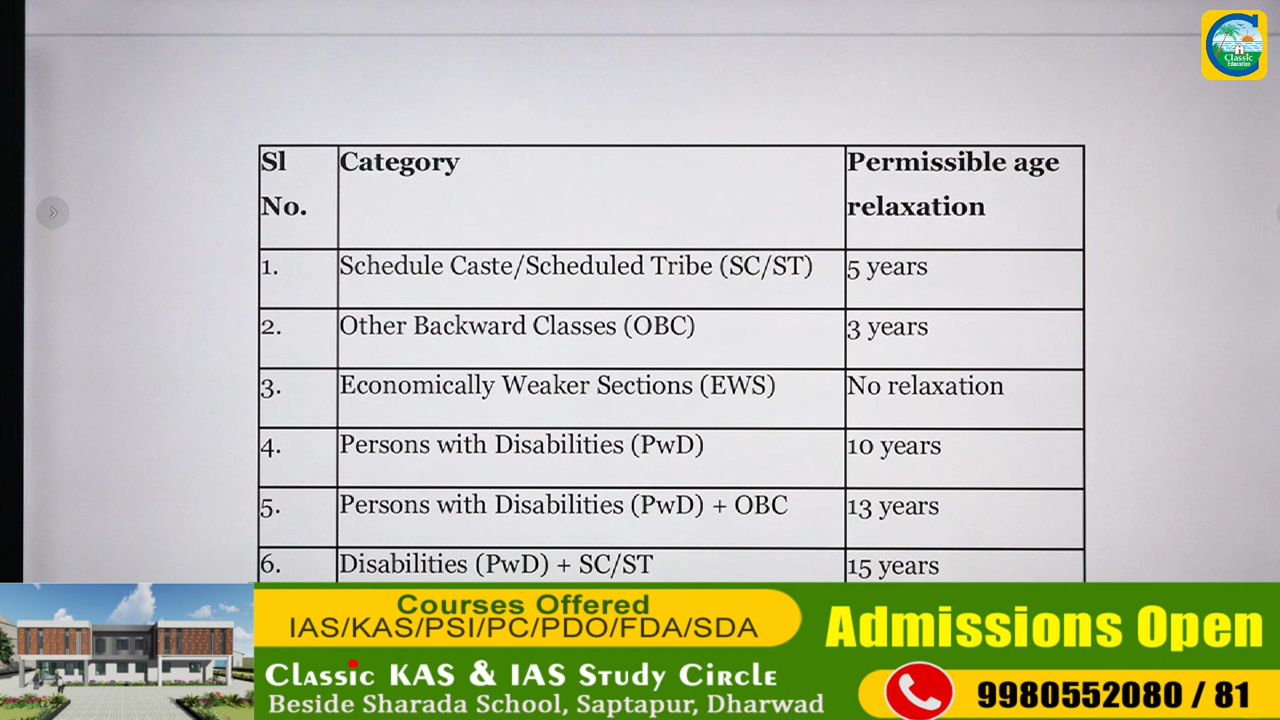 Classic
Education
Sl No. Category Permissible age relaxation
1. Schedule Caste/Scheduled Tribe (SC/ST) 5 years
2. Other Backward Classes (OBC) 3 years
3. Economically Weaker Sections (EWS) No relaxation
4. Persons with Disabilities (PwD) 10 years
5. Persons with Disabilities (PwD) + OBC 13 years
6. Disabilities (PwD) + SC/ST 15 years
Courses Offered
IAS/KAS/PSI/PC/PDO/FDA/SDA
Classic KAS & IAS Study Circle
Beside Sharada School, Saptapur, Dharwad
Admissions Open
9980552080 / 81